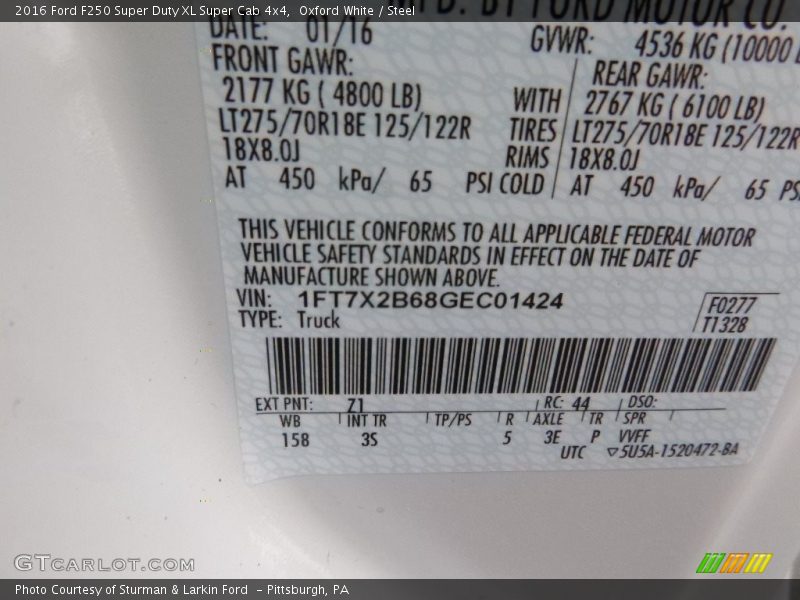 2016 Ford F250 Super Duty XL Super Cab 4x4,  Oxford White / Steel
MFD. BY FORD MOTOR CO.
DATE: 01/16 GVWR: 4536 KG (10000 L
FRONT GAWR: REAR GAWR:
2177 KG ( 4800 LB) WITH 2767 KG ( 6100 LB)
LT275/70R18E 125/122R TIRES LT275/70R18E 125/122R
18X8.0J RIMS 18X8.0J
AT 450 kPa/ 65 PSI COLD AT 450 kPa/ 65 PS
THIS VEHICLE CONFORMS TO ALL APPLICABLE FEDERAL MOTOR
VEHICLE SAFETY STANDARDS IN EFFECT ON THE DATE OF
MANUFACTURE SHOWN ABOVE.
VIN: 1FT7X2B68GEC01424 F0277
TYPE: Truck T1328
EXT PNT: Z1 RC: 44 DSO:
WB INT TR TP/PS R AXLE TR SPR
158 3S 5 3E P VVFF
UTC ▽5U5A-1520472-BA
GTCARLOT.COM
Photo Courtesy of Sturman & Larkin Ford  - Pittsburgh, PA